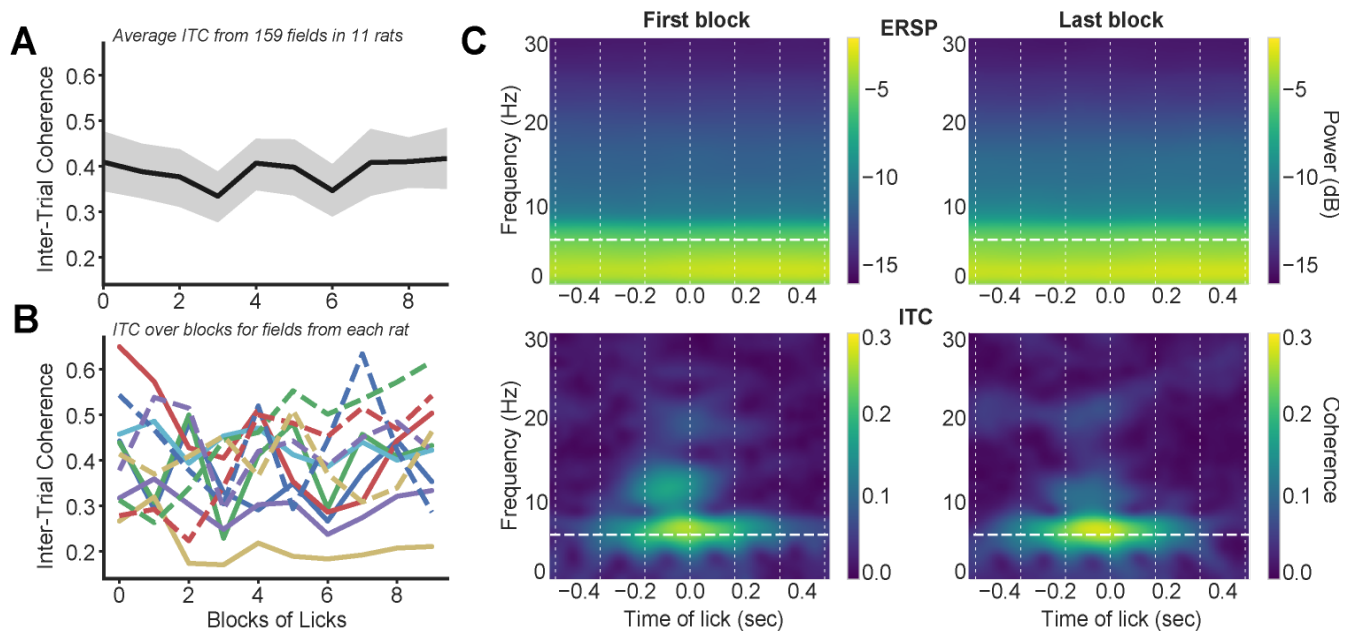 A
Average ITC from 159 fields in 11 rats
Inter-Trial Coherence
0.6
0.5
0.4
0.3
0.2
0 2 4 6 8
B
ITC over blocks for fields from each rat
Inter-Trial Coherence
0.6
0.5
0.4
0.3
0.2
0 2 4 6 8
Blocks of Licks
C
First block
ERSP
Last block
Frequency (Hz)
30
20
10
0
−0.4 −0.2 0.0 0.2 0.4
−5
−10
−15
30
20
10
0
−0.4 −0.2 0.0 0.2 0.4
−5
−10
−15
Power (dB)
ITC
Frequency (Hz)
30
20
10
0
−0.4 −0.2 0.0 0.2 0.4
Time of lick (sec)
0.3
0.2
0.1
0.0
30
20
10
0
−0.4 −0.2 0.0 0.2 0.4
Time of lick (sec)
0.3
0.2
0.1
0.0
Coherence